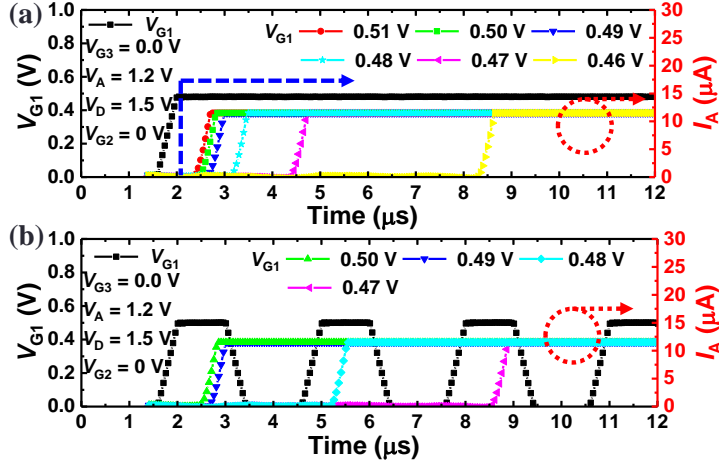 (a)
V_G1 0.51 V 0.50 V 0.49 V
V_G1
0.48 V 0.47 V 0.46 V
V_G3 = 0.0 V
V_A = 1.2 V
V_D = 1.5 V
V_G2 = 0 V
V_G1 (V)
1.0
0.8
0.6
0.4
0.2
0.0
30
25
20
15
10
5
0
I_A (μA)
0 1 2 3 4 5 6 7 8 9 10 11 12
Time (μs)
(b)
V_G1 0.50 V 0.49 V 0.48 V
V_G1
0.47 V
V_G3 = 0.0 V
V_A = 1.2 V
V_D = 1.5 V
V_G2 = 0 V
V_G1 (V)
1.0
0.8
0.6
0.4
0.2
0.0
30
25
20
15
10
5
0
I_A (μA)
0 1 2 3 4 5 6 7 8 9 10 11 12
Time (μs)